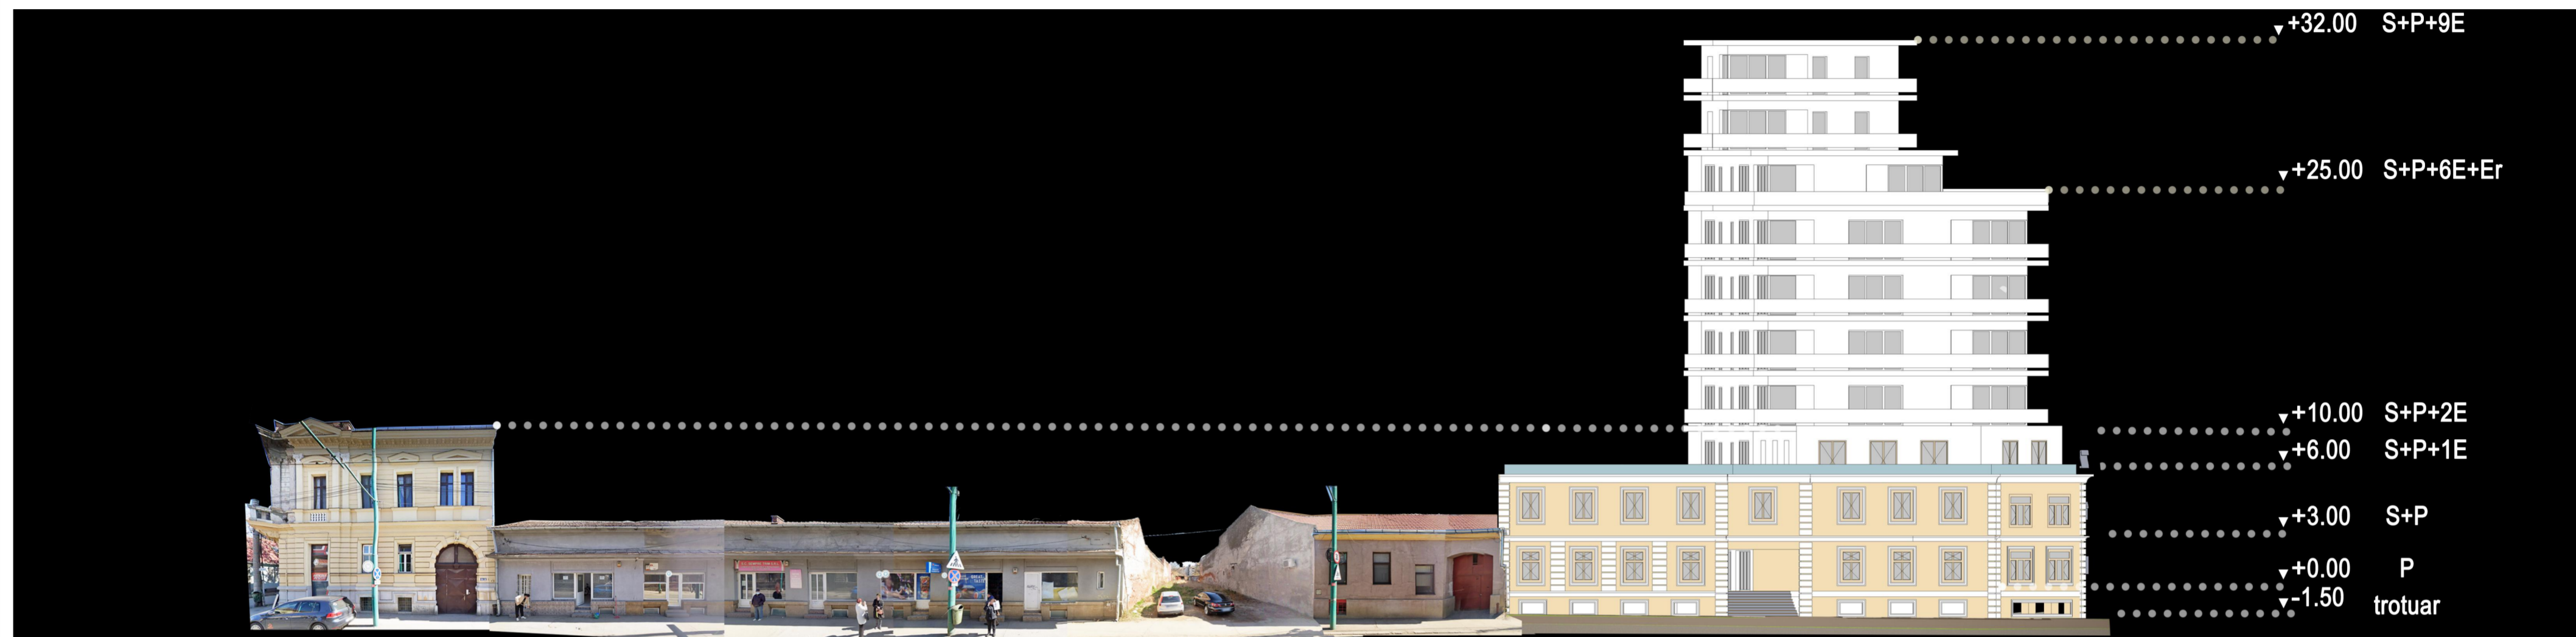 +32.00 S+P+9E
+25.00 S+P+6E+Er
+10.00 S+P+2E
+6.00 S+P+1E
+3.00 S+P
+0.00 P
-1.50 trotuar